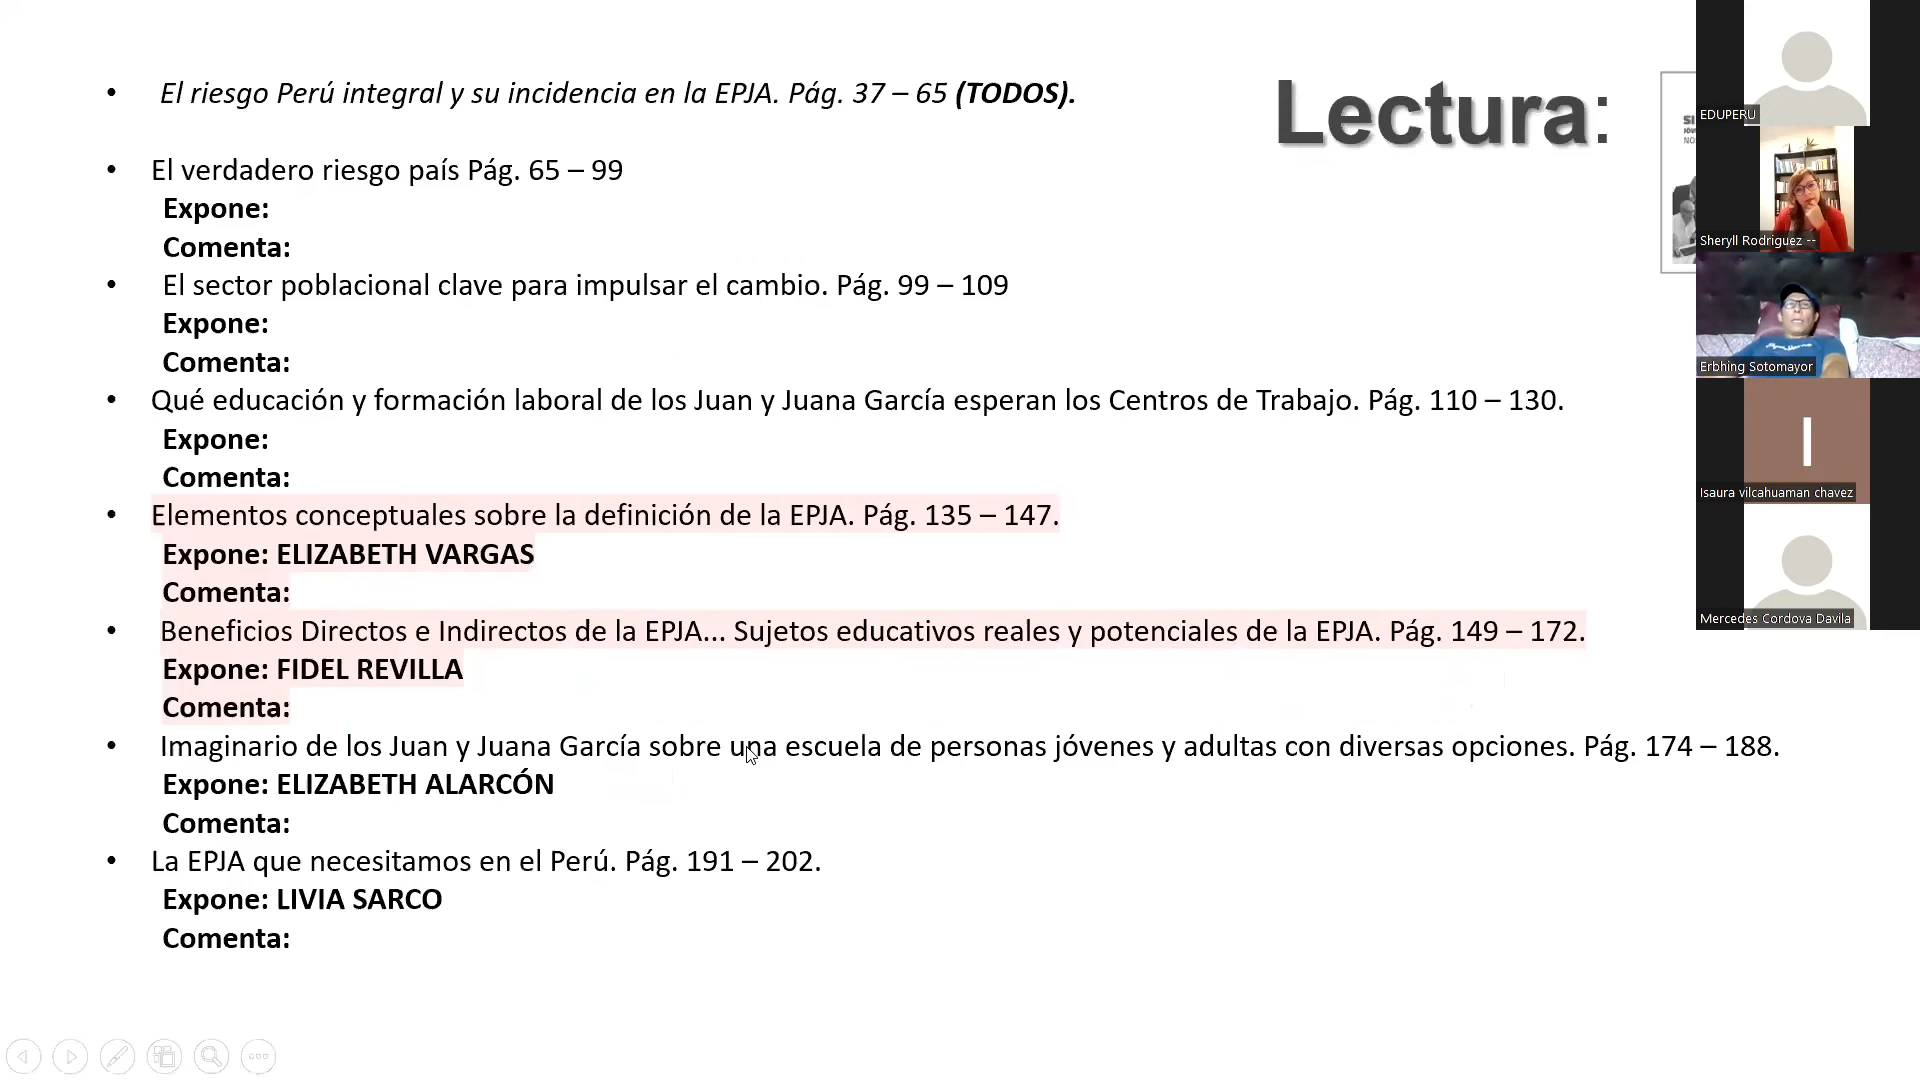 Lectura:
• El riesgo Perú integral y su incidencia en la EPJA. Pág. 37 – 65 (TODOS).
• El verdadero riesgo país Pág. 65 – 99
Expone:
Comenta:
• El sector poblacional clave para impulsar el cambio. Pág. 99 – 109
Expone:
Comenta:
• Qué educación y formación laboral de los Juan y Juana García esperan los Centros de Trabajo. Pág. 110 – 130.
Expone:
Comenta:
• Elementos conceptuales sobre la definición de la EPJA. Pág. 135 – 147.
Expone: ELIZABETH VARGAS
Comenta:
• Beneficios Directos e Indirectos de la EPJA... Sujetos educativos reales y potenciales de la EPJA. Pág. 149 – 172.
Expone: FIDEL REVILLA
Comenta:
• Imaginario de los Juan y Juana García sobre una escuela de personas jóvenes y adultas con diversas opciones. Pág. 174 – 188.
Expone: ELIZABETH ALARCÓN
Comenta:
• La EPJA que necesitamos en el Perú. Pág. 191 – 202.
Expone: LIVIA SARCO
Comenta:
EDUPERU
Sheryll Rodriguez --
Erbhing Sotomayor
I
Isaura vilcahuaman chavez
Mercedes Cordova Davila